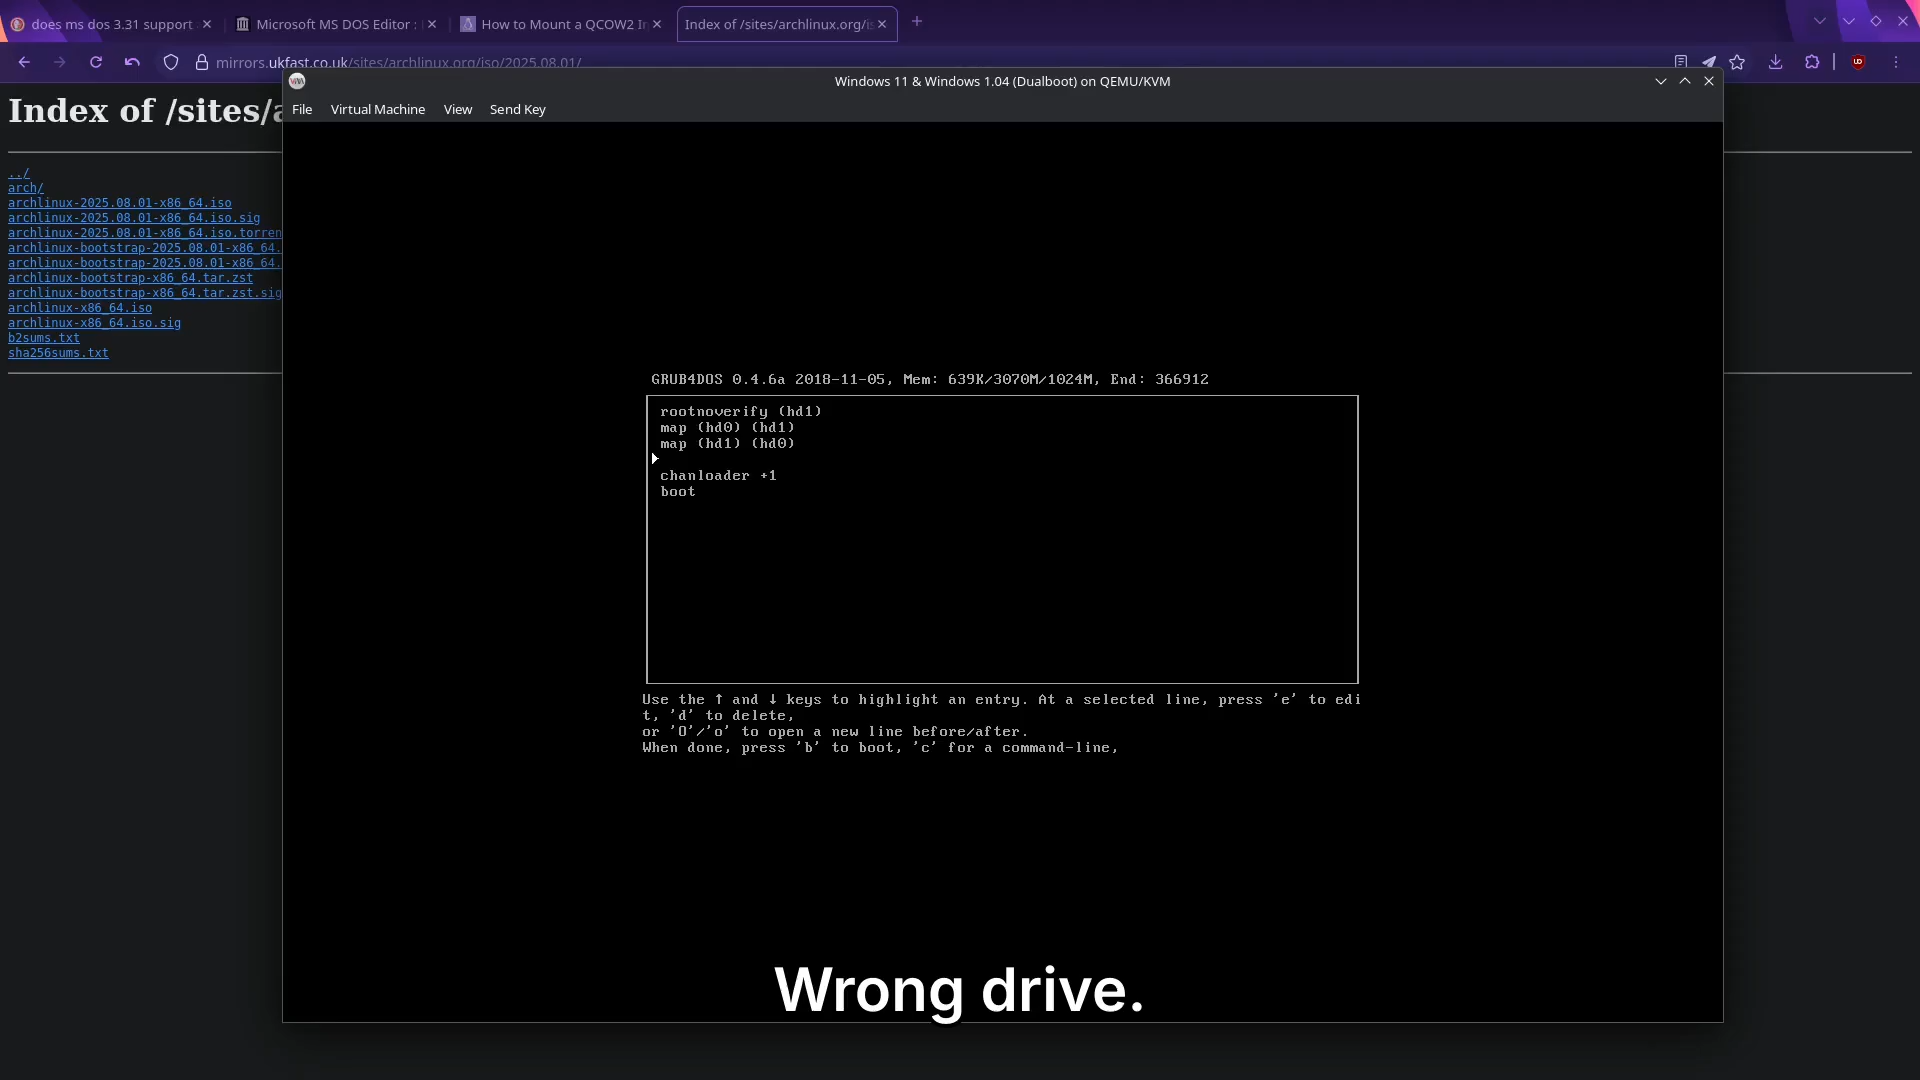 does ms dos 3.31 support
Microsoft MS DOS Editor :
How to Mount a QCOW2 I
Index of /sites/archlinux.org/is
mirrors.ukfast.co.uk/sites/archlinux.org/iso/2025.08.01/
Windows 11 & Windows 1.04 (Dualboot) on QEMU/KVM
File Virtual Machine View Send Key
Index of /sites/a
../
arch/
archlinux-2025.08.01-x86_64.iso
archlinux-2025.08.01-x86_64.iso.sig
archlinux-2025.08.01-x86_64.iso.torren
archlinux-bootstrap-2025.08.01-x86_64.
archlinux-bootstrap-2025.08.01-x86_64.
archlinux-bootstrap-x86_64.tar.zst
archlinux-bootstrap-x86_64.tar.zst.sig
archlinux-x86_64.iso
archlinux-x86_64.iso.sig
b2sums.txt
sha256sums.txt
GRUB4DOS 0.4.6a 2018-11-05, Mem: 639K/3070M/1024M, End: 366912
rootnoverify (hd1)
map (hd0) (hd1)
map (hd1) (hd0)
chanloader +1
boot
Use the ↑ and ↓ keys to highlight an entry. At a selected line, press 'e' to edi
t, 'd' to delete,
or 'O'/'o' to open a new line before/after.
When done, press 'b' to boot, 'c' for a command-line,
Wrong drive.